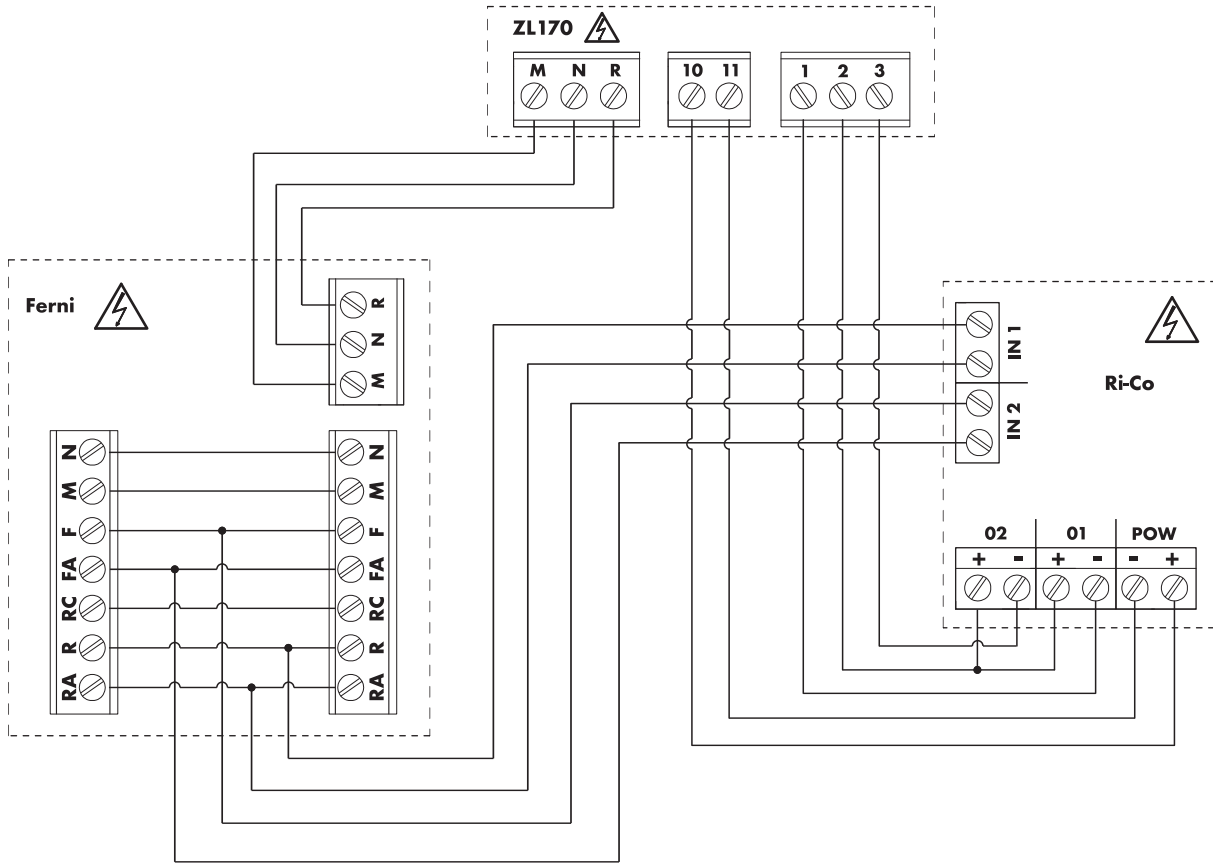 ZL170
M N R
10 11
1 2 3
Ferni
R
N
M
N
M
F
FA
RC
R
RA
N
M
F
FA
RC
R
RA
IN 1
IN 2
Ri-Co
02 01 POW
+ - + - - +